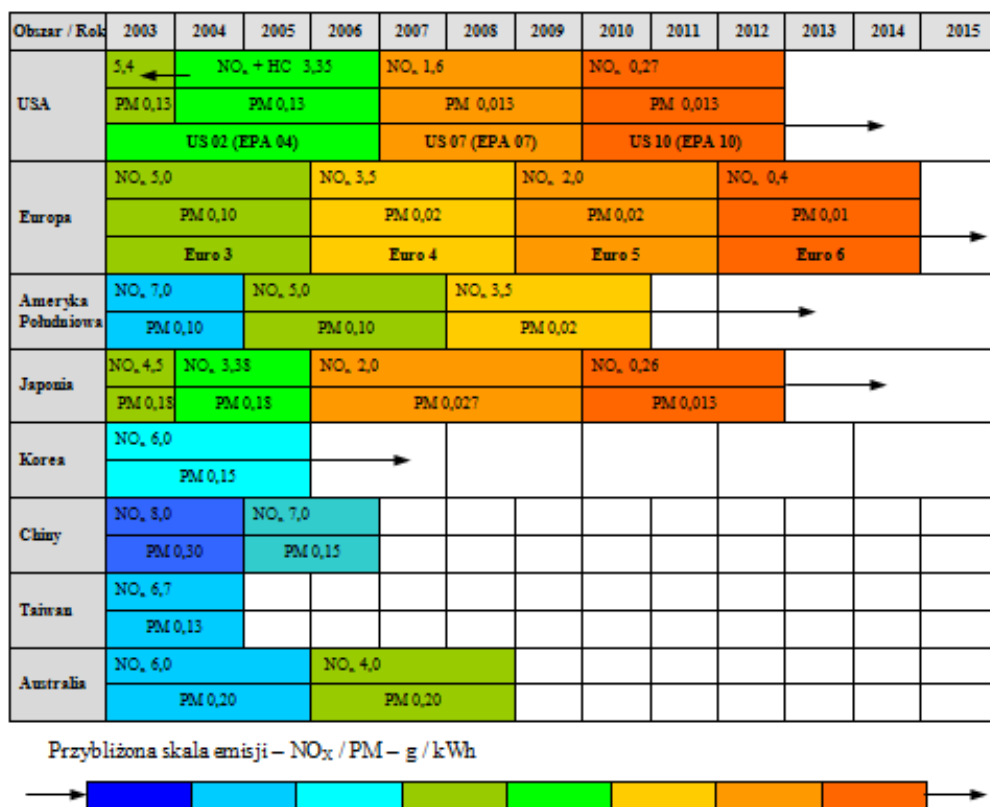 Obszar / Rok 2003 2004 2005 2006 2007 2008 2009 2010 2011 2012 2013 2014 2015
USA
5,4 NOₓ + HC 3,35 NOₓ 1,6 NOₓ 0,27
PM 0,13 PM 0,13 PM 0,013 PM 0,013
US 02 (EPA 04) US 07 (EPA 07) US 10 (EPA 10)
Europa
NOₓ 5,0 NOₓ 3,5 NOₓ 2,0 NOₓ 0,4
PM 0,10 PM 0,02 PM 0,02 PM 0,01
Euro 3 Euro 4 Euro 5 Euro 6
Ameryka
Południowa
NOₓ 7,0 NOₓ 5,0 NOₓ 3,5
PM 0,10 PM 0,10 PM 0,02
Japonia
NOₓ 4,5 NOₓ 3,38 NOₓ 2,0 NOₓ 0,26
PM 0,18 PM 0,18 PM 0,027 PM 0,013
Korea
NOₓ 6,0
PM 0,15
Chiny
NOₓ 8,0 NOₓ 7,0
PM 0,30 PM 0,15
Taiwan
NOₓ 6,7
PM 0,13
Australia
NOₓ 6,0 NOₓ 4,0
PM 0,20 PM 0,20
Przybliżona skala emisji – NOX / PM – g / kWh